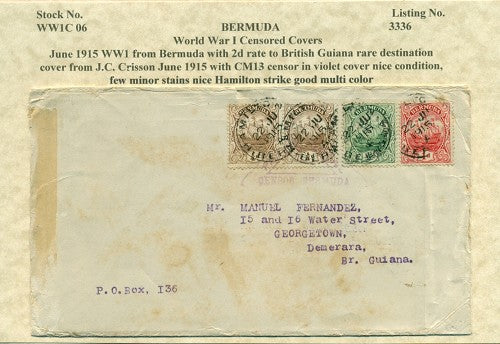 Stock No.
WW1C 06
BERMUDA
Listing No.
3336
World War I Censored Covers
June 1915 WW1 from Bermuda with 2d rate to British Guiana rare destination
cover from J.C. Crisson June 1915 with CM13 censor in violet cover nice condition,
few minor stains nice Hamilton strike good multi color
BERMUDA
Mr. MANUEL FERNANDEZ,
15 and 16 Water Street,
GEORGETOWN,
Demerara,
Br. Guiana.
P.O.Box, 136